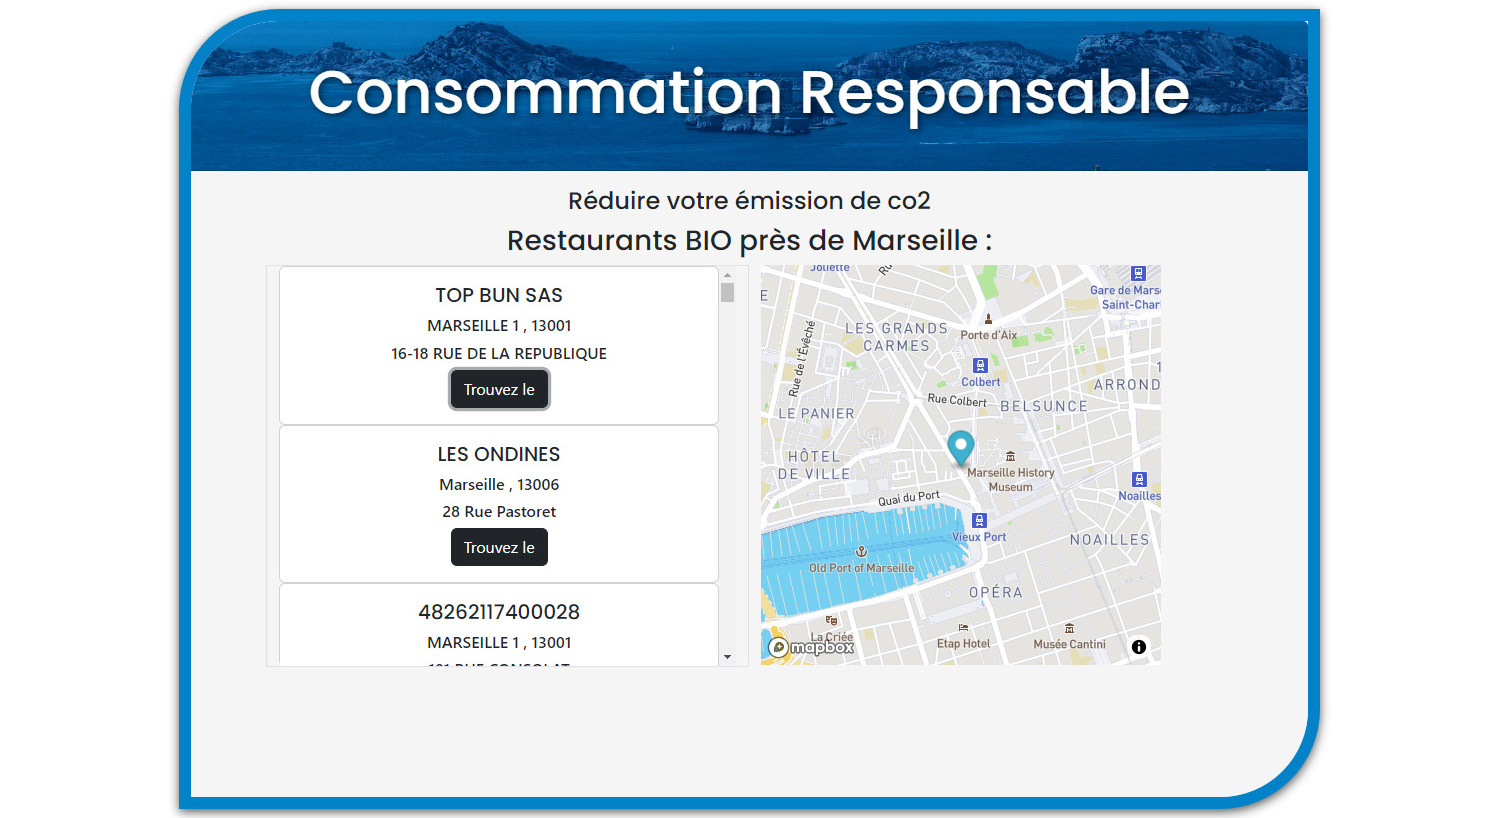 Consommation Responsable
Réduire votre émission de co2
Restaurants BIO près de Marseille :
TOP BUN SAS
MARSEILLE 1 , 13001
16-18 RUE DE LA REPUBLIQUE
Trouvez le
LES ONDINES
Marseille , 13006
28 Rue Pastoret
Trouvez le
48262117400028
MARSEILLE 1 , 13001
Joliette
Ru
E
Gare de Mars
Saint-Char
Rue de l'Évêché
LES GRANDS
CARMES
Porte d'Aix
Colbert
1
ARROND
Rue Colbert
BELSUNCE
LE PANIER
HÔTEL
DE VILLE
Marseille History
Museum
Noailles
Quai du Port
Vieux Port
NOAILLES
Old Port of Marseille
OPÉRA
La Criée
Etap Hotel
Musée Cantini
mapbox